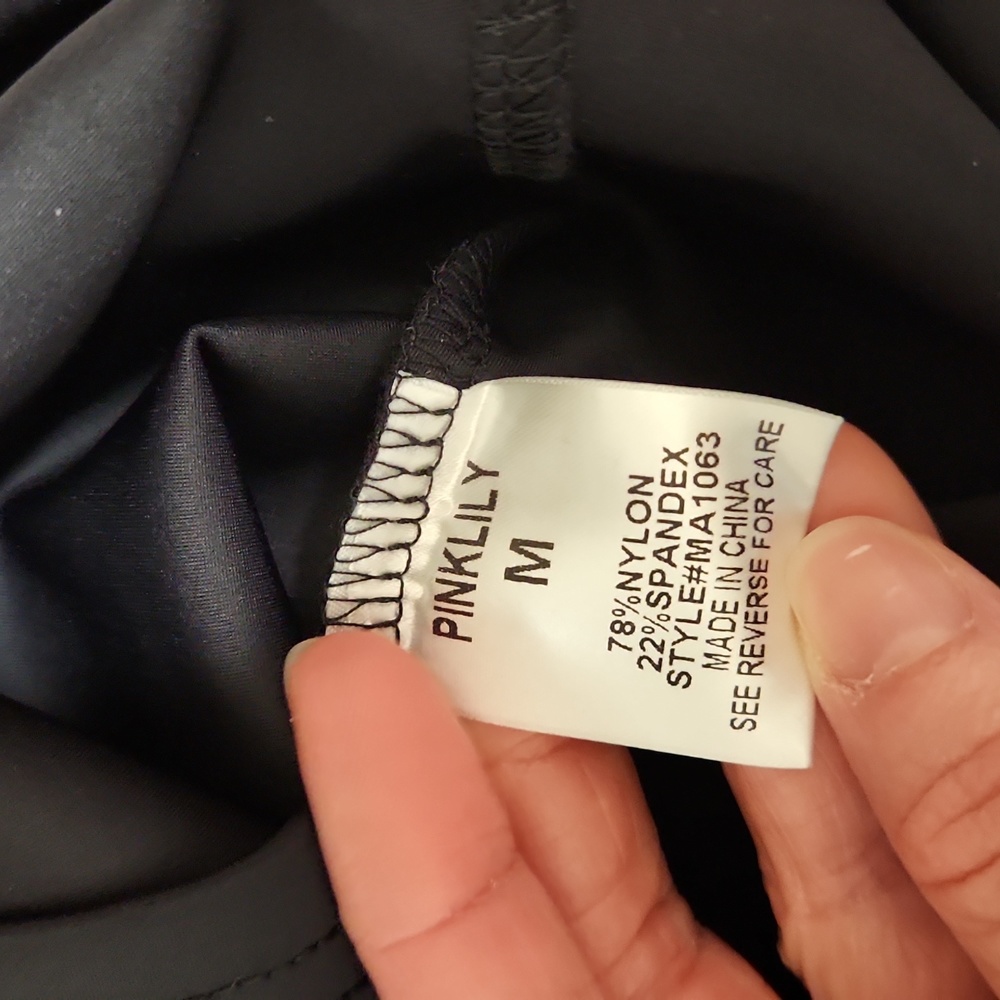 PINKLILY
M
78%NYLON
22%SPANDEX
STYLE#MA1063
MADE IN CHINA
SEE REVERSE FOR CARE